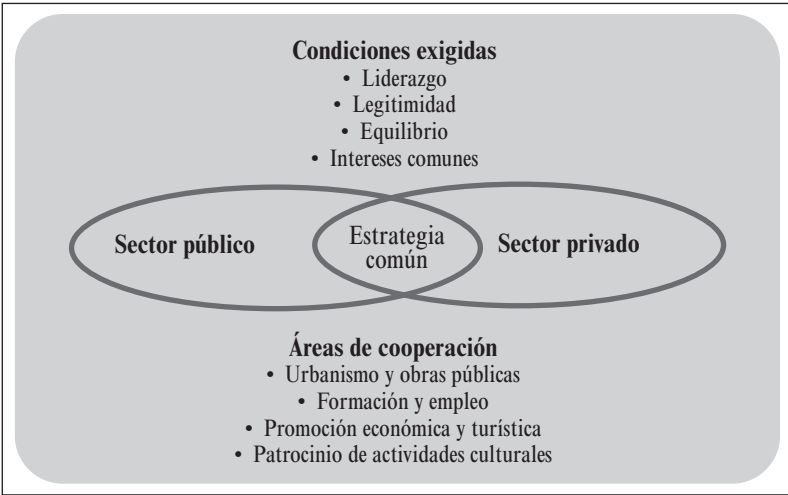 Condiciones exigidas
• Liderazgo
• Legitimidad
• Equilibrio
• Intereses comunes
Sector público
Estrategia
común
Sector privado
Áreas de cooperación
• Urbanismo y obras públicas
• Formación y empleo
• Promoción económica y turística
• Patrocinio de actividades culturales